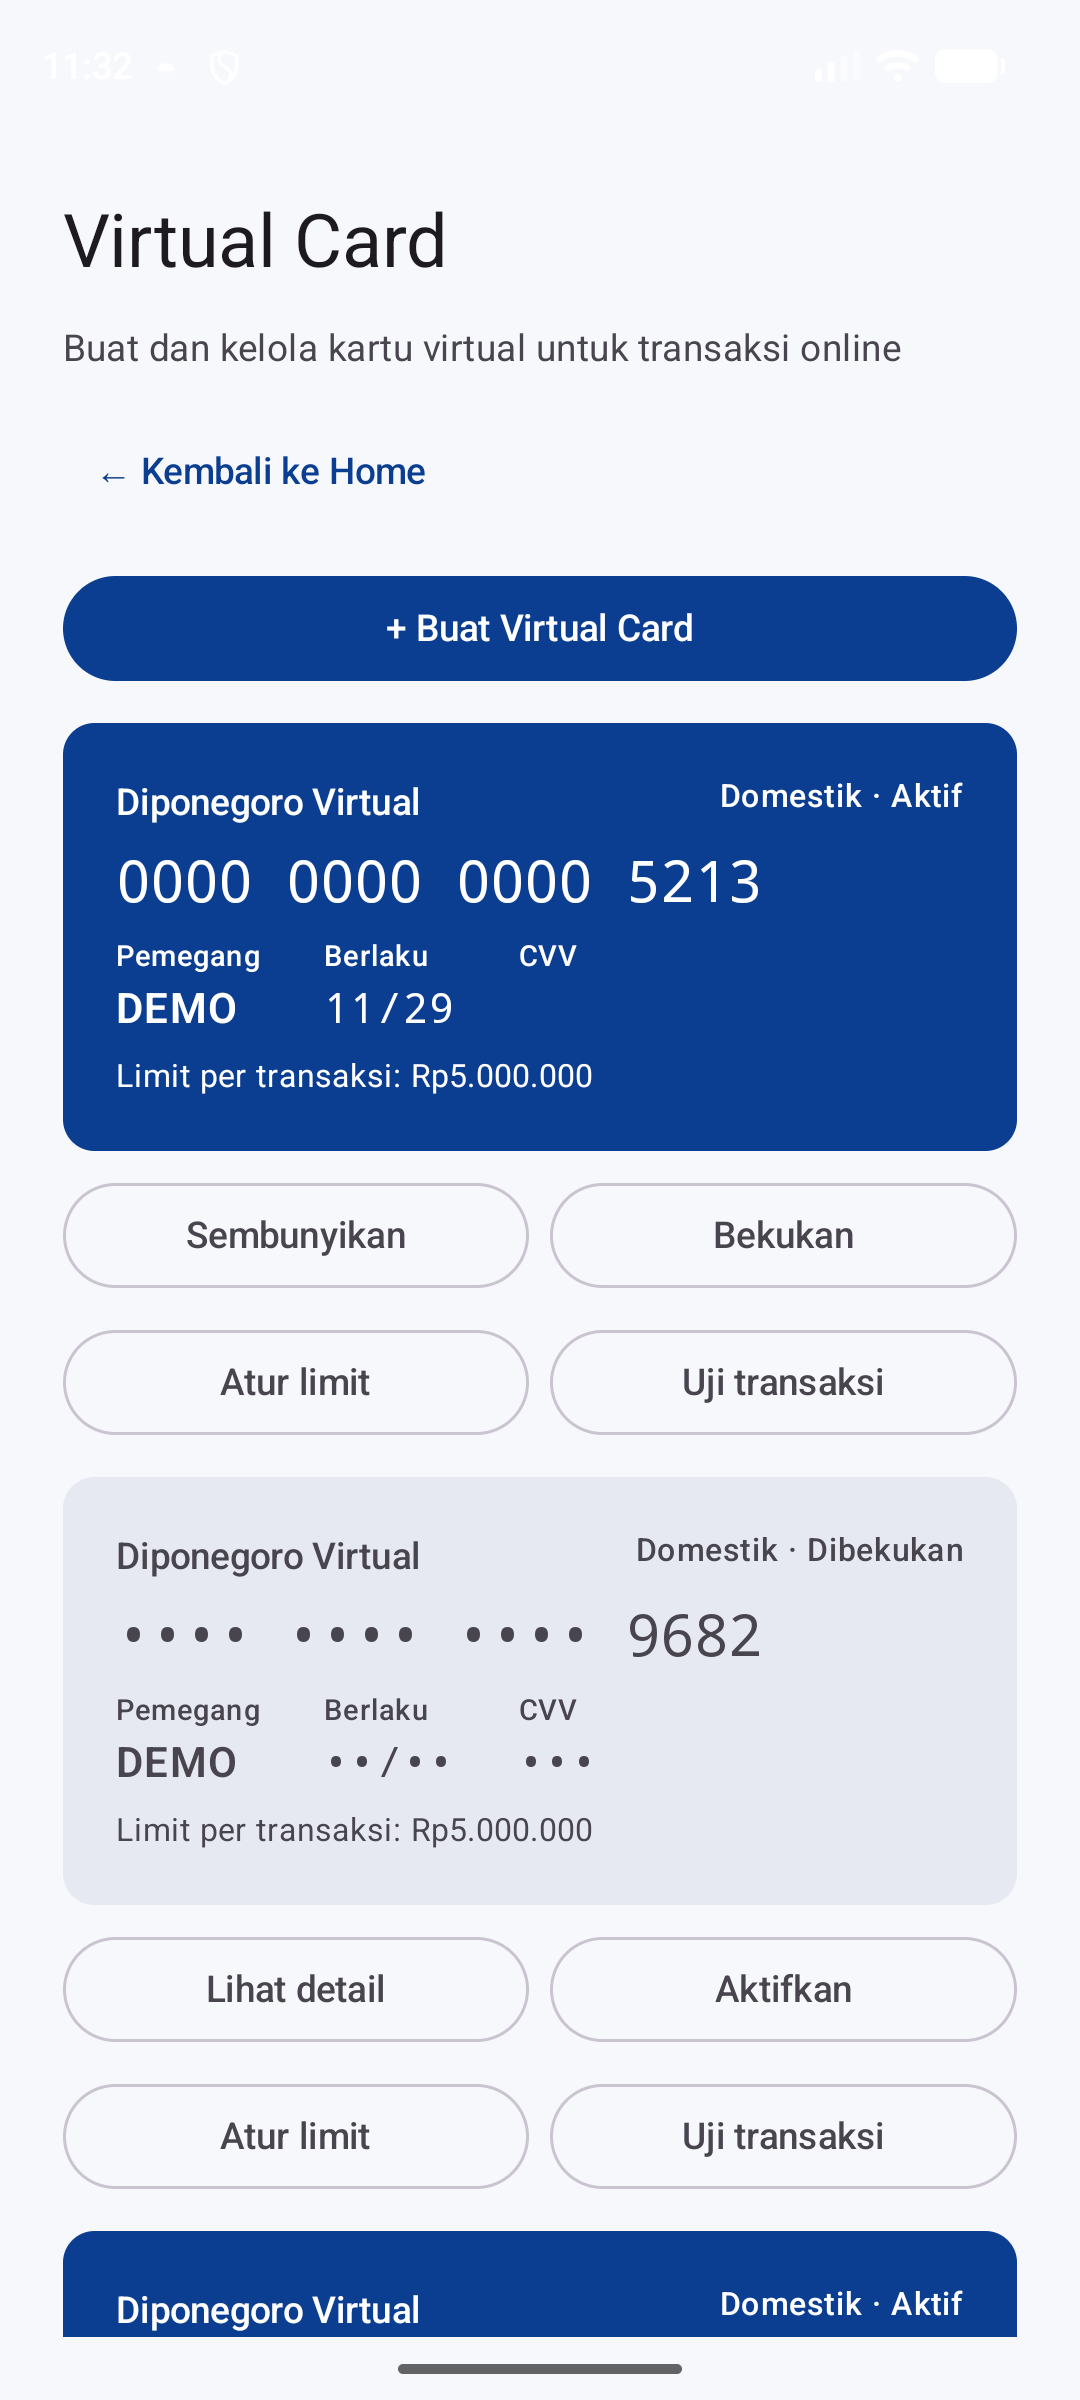 11:32
Virtual Card
Buat dan kelola kartu virtual untuk transaksi online
← Kembali ke Home
+ Buat Virtual Card
Diponegoro Virtual Domestik · Aktif
0000 0000 0000 5213
Pemegang Berlaku CVV
DEMO 11/29
Limit per transaksi: Rp5.000.000
Sembunyikan Bekukan
Atur limit Uji transaksi
Diponegoro Virtual Domestik · Dibekukan
•••• •••• •••• 9682
Pemegang Berlaku CVV
DEMO ••/•• •••
Limit per transaksi: Rp5.000.000
Lihat detail Aktifkan
Atur limit Uji transaksi
Diponegoro Virtual Domestik · Aktif